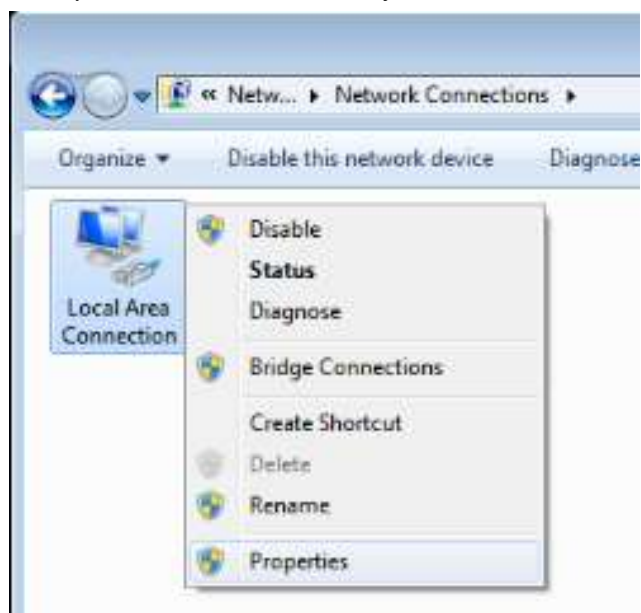 « Netw... ▸ Network Connections ▸
Organize ▾ Disable this network device Diagnose
Local Area
Connection
Disable
Status
Diagnose
Bridge Connections
Create Shortcut
Delete
Rename
Properties